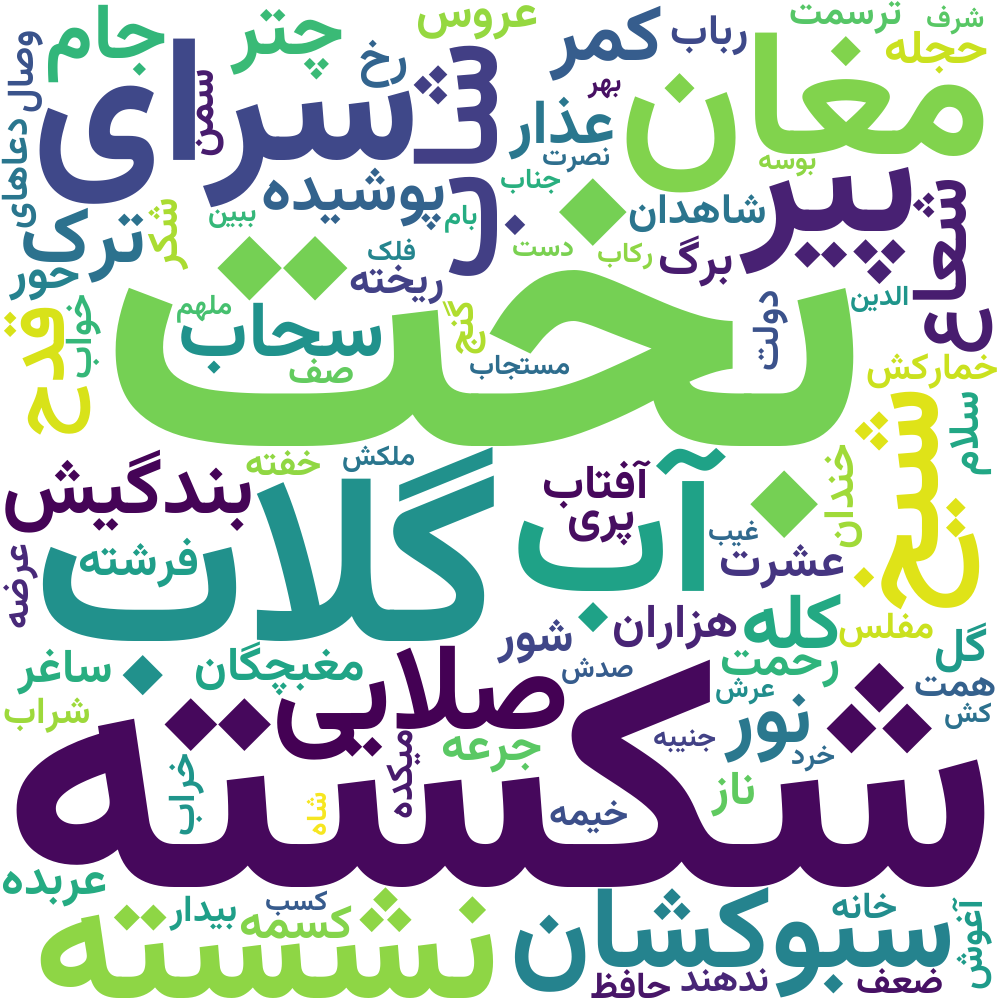 عروس
ترسمت
شرف
جام
چتر
رخ
کمر
رباب
حجله
وصال
سرای
سمن
شاب
بهر
مغان
عذار
نصرت
بوسه
دعاهای
پوشیده
جناب
شاهدان
پیر
شعاع
ترک
شکر
ببین
بام
فلک
دست
رکاب
برگ
حور
ریخته
الدین
خواب
ملهم
گنج
دولت
بخت
قدح
سحاب
صف
مستجاب
خمارکش
شیخ
سلام
خفته
ملکش
خندان
بندگیش
آفتاب
پری
غیب
عشرت
آب
گلاب
فرشته
عرضه
هزاران
کله
مفلس
شور
گل
ساغر
مغبچگان
صلایی
صدش
رحمت
عرش
همت
شراب
کش
نور
جنیبه
خرد
جرعه
میکده
خراب
ناز
شاه
خیمه
شکسته
عربده
بیدار
کسب
کسمه
نشسته
سبوکشان
خانه
آغوش
حافظ
ندهند
ضعف